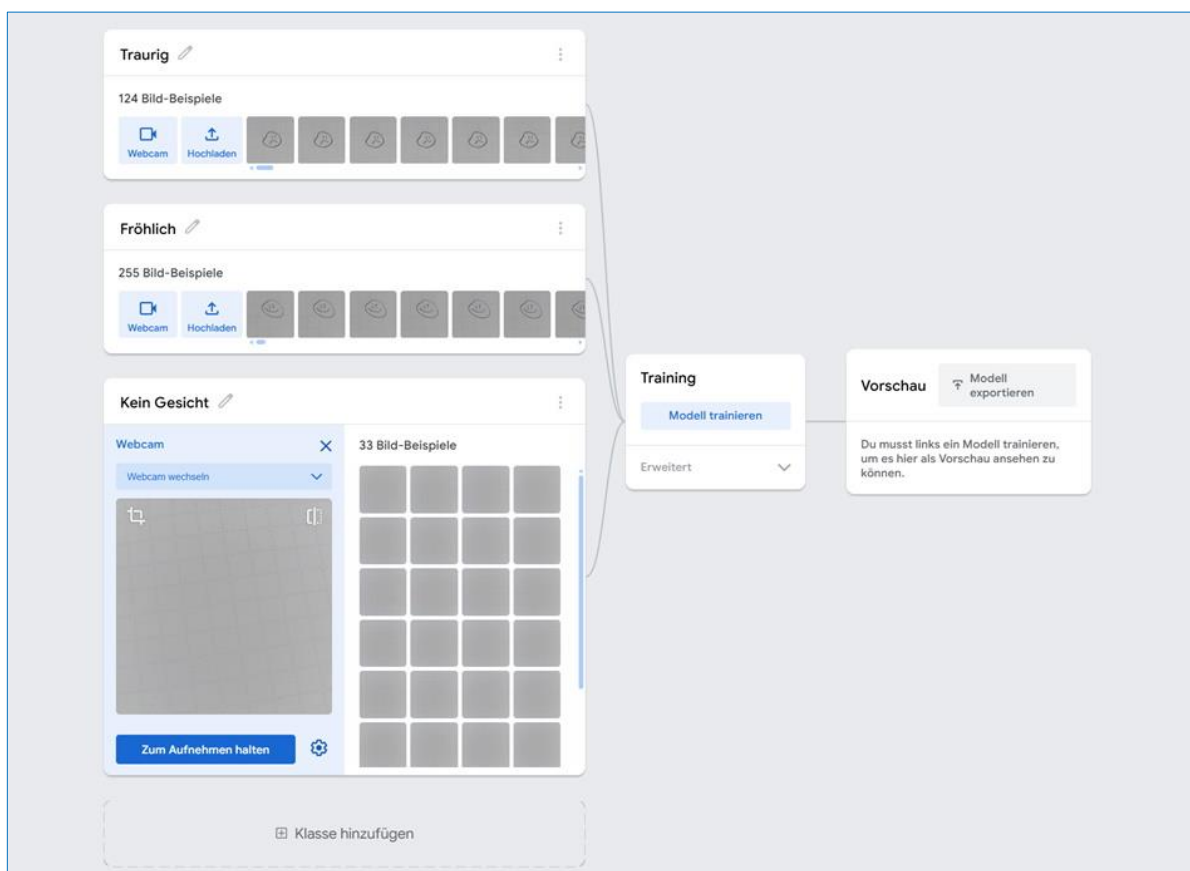 Traurig
124 Bild-Beispiele
Webcam
Hochladen
Fröhlich
255 Bild-Beispiele
Webcam
Hochladen
Kein Gesicht
Webcam
Webcam wechseln
Zum Aufnehmen halten
33 Bild-Beispiele
Klasse hinzufügen
Training
Modell trainieren
Erweitert
Vorschau
Modell
exportieren
Du musst links ein Modell trainieren,
um es hier als Vorschau ansehen zu
können.